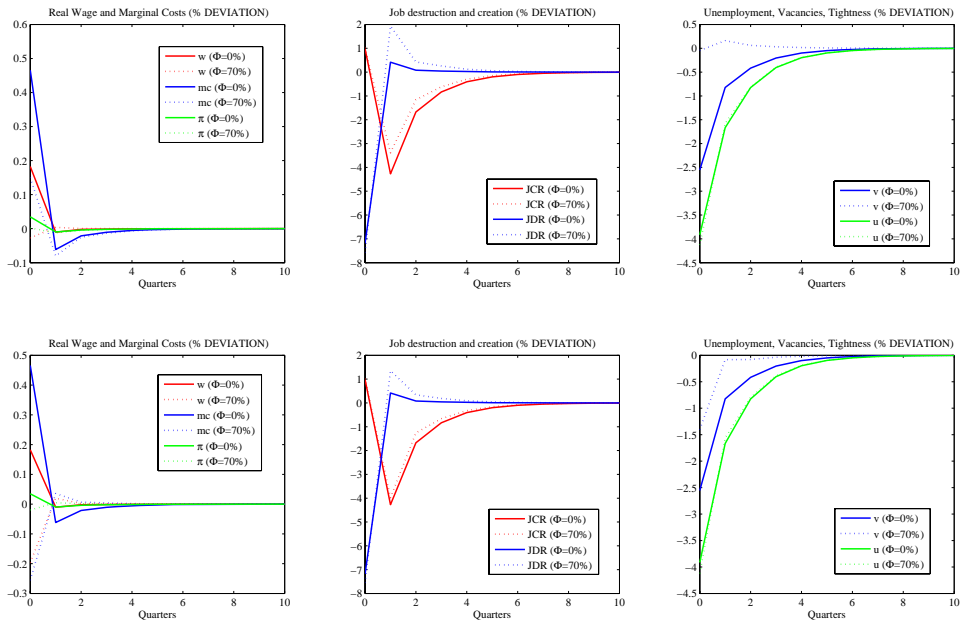 Real Wage and Marginal Costs (% DEVIATION)
0.6
0.5
0.4
0.3
0.2
0.1
0
−0.1
w (Φ=0%)
w (Φ=70%)
mc (Φ=0%)
mc (Φ=70%)
π (Φ=0%)
π (Φ=70%)
0 2 4 6 8 10
Quarters
Job destruction and creation (% DEVIATION)
2
1
0
−1
−2
−3
−4
−5
−6
−7
−8
JCR (Φ=0%)
JCR (Φ=70%)
JDR (Φ=0%)
JDR (Φ=70%)
0 2 4 6 8 10
Quarters
Unemployment, Vacancies, Tightness (% DEVIATION)
0.5
0
−0.5
−1
−1.5
−2
−2.5
−3
−3.5
−4
−4.5
v (Φ=0%)
v (Φ=70%)
u (Φ=0%)
u (Φ=70%)
0 2 4 6 8 10
Quarters
Real Wage and Marginal Costs (% DEVIATION)
0.5
0.4
0.3
0.2
0.1
0
−0.1
−0.2
−0.3
w (Φ=0%)
w (Φ=70%)
mc (Φ=0%)
mc (Φ=70%)
π (Φ=0%)
π (Φ=70%)
0 2 4 6 8 10
Quarters
Job destruction and creation (% DEVIATION)
2
1
0
−1
−2
−3
−4
−5
−6
−7
−8
JCR (Φ=0%)
JCR (Φ=70%)
JDR (Φ=0%)
JDR (Φ=70%)
0 2 4 6 8 10
Quarters
Unemployment, Vacancies, Tightness (% DEVIATION)
0
−0.5
−1
−1.5
−2
−2.5
−3
−3.5
−4
−4.5
v (Φ=0%)
v (Φ=70%)
u (Φ=0%)
u (Φ=70%)
0 2 4 6 8 10
Quarters